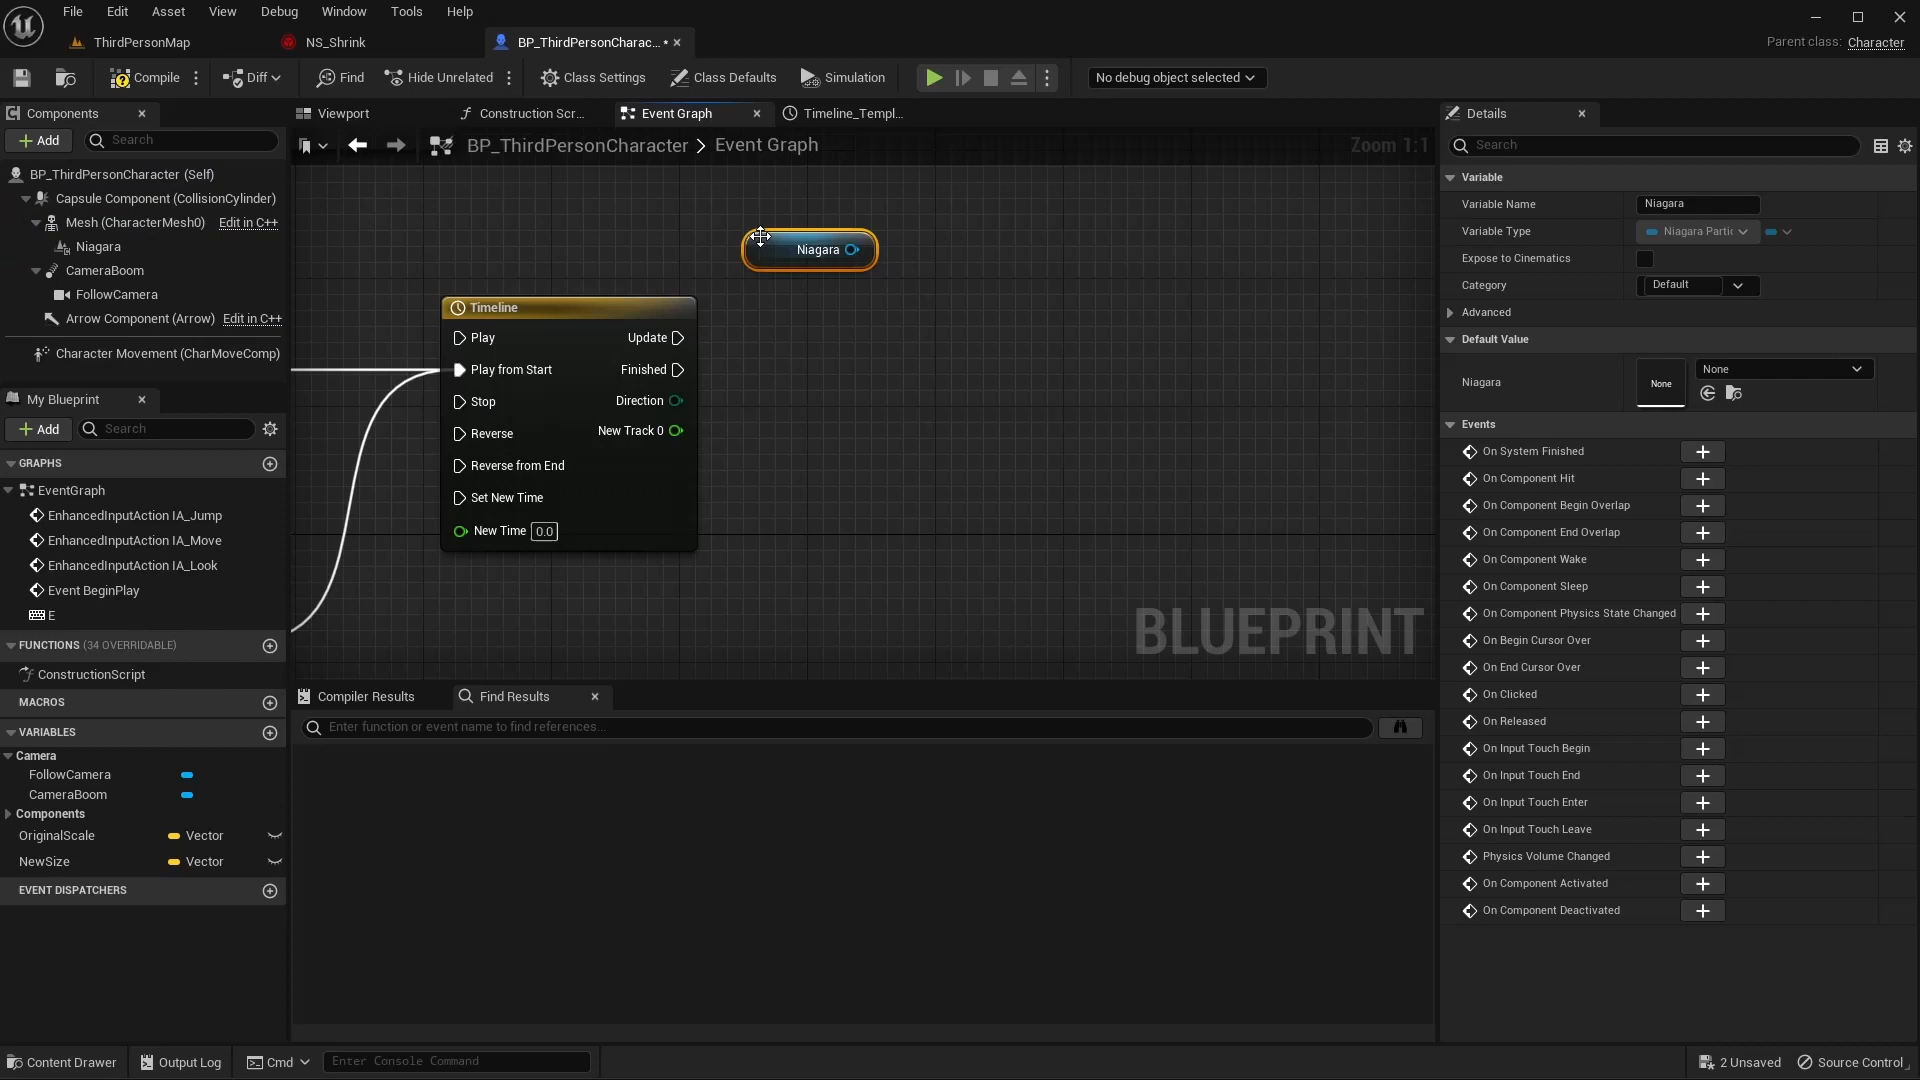 File Edit Asset View Debug Window Tools Help
ThirdPersonMap NS_Shrink BP_ThirdPersonCharac... • Parent class: Character
Compile Diff Find Hide Unrelated Class Settings Class Defaults Simulation No debug object selected
Components Viewport Construction Scr... Event Graph Timeline_Templ... Details
Add Search BP_ThirdPersonCharacter > Event Graph Zoom 1:1 Search
BP_ThirdPersonCharacter (Self)
Capsule Component (CollisionCylinder)
Mesh (CharacterMesh0) Edit in C++
Niagara
CameraBoom
FollowCamera
Arrow Component (Arrow) Edit in C++
Character Movement (CharMoveComp)
My Blueprint
Add Search
GRAPHS
EventGraph
EnhancedInputAction IA_Jump
EnhancedInputAction IA_Move
EnhancedInputAction IA_Look
Event BeginPlay
E
FUNCTIONS (34 OVERRIDABLE)
ConstructionScript
MACROS
VARIABLES
Camera
FollowCamera
CameraBoom
Components
OriginalScale Vector
NewSize Vector
EVENT DISPATCHERS
Niagara
Timeline
Play Update
Play from Start Finished
Stop Direction
Reverse New Track 0
Reverse from End
Set New Time
New Time 0.0
BLUEPRINT
Compiler Results Find Results
Enter function or event name to find references...
Variable
Variable Name Niagara
Variable Type Niagara Partic
Expose to Cinematics
Category Default
Advanced
Default Value
Niagara None None
Events
On System Finished
On Component Hit
On Component Begin Overlap
On Component End Overlap
On Component Wake
On Component Sleep
On Component Physics State Changed
On Begin Cursor Over
On End Cursor Over
On Clicked
On Released
On Input Touch Begin
On Input Touch End
On Input Touch Enter
On Input Touch Leave
Physics Volume Changed
On Component Activated
On Component Deactivated
Content Drawer Output Log Cmd Enter Console Command 2 Unsaved Source Control